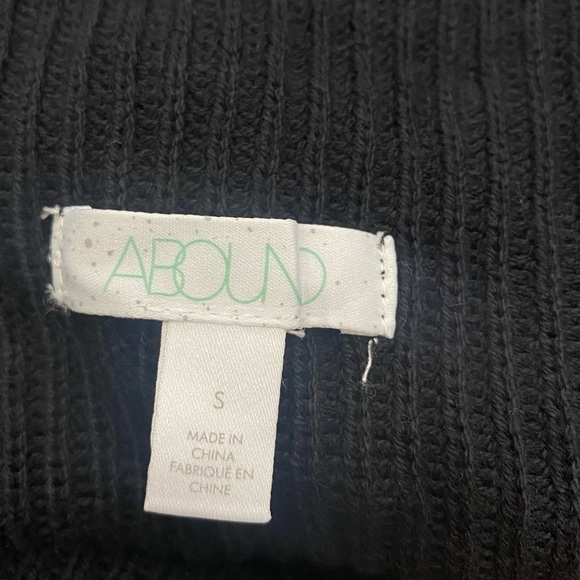 ABOUND
S
MADE IN
CHINA
FABRIQUÉ EN
CHINE